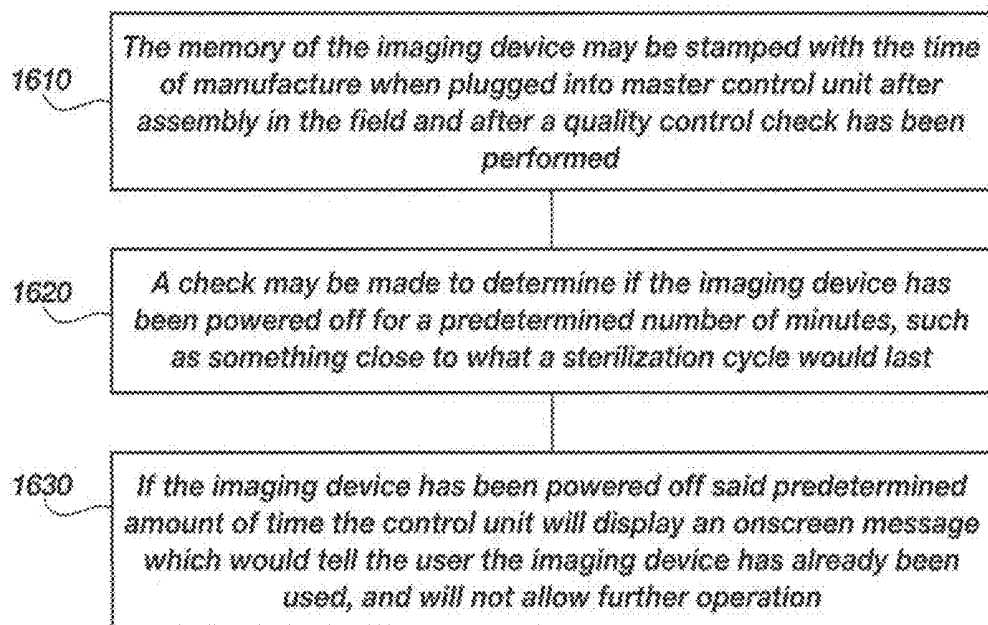 1610
The memory of the imaging device may be stamped with the time
of manufacture when plugged into master control unit after
assembly in the field and after a quality control check has been
performed
1620
A check may be made to determine if the imaging device has
been powered off for a predetermined number of minutes, such
as something close to what a sterilization cycle would last
1630
If the imaging device has been powered off said predetermined
amount of time the control unit will display an onscreen message
which would tell the user the imaging device has already been
used, and will not allow further operation